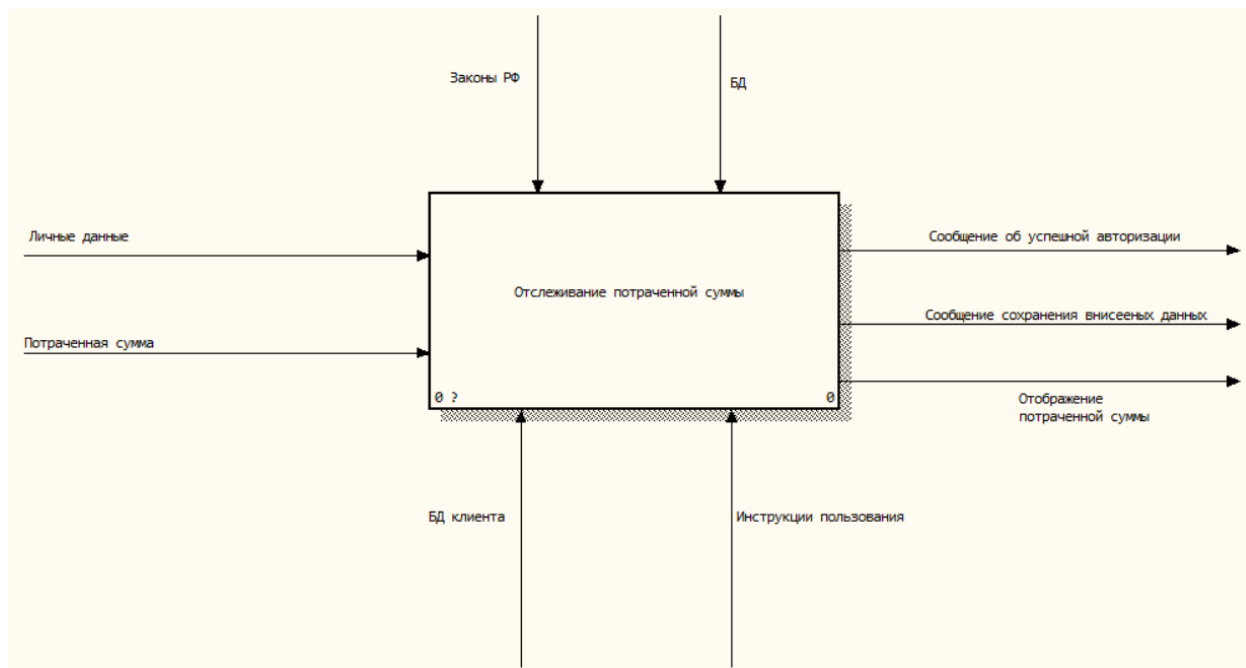 Законы РФ
БД
Личные данные
Сообщение об успешной авторизации
Отслеживание потраченной суммы
Сообщение сохранения внисееных данных
Потраченная сумма
0 ?
0
Отображение
потраченной суммы
БД клиента
Инструкции пользования